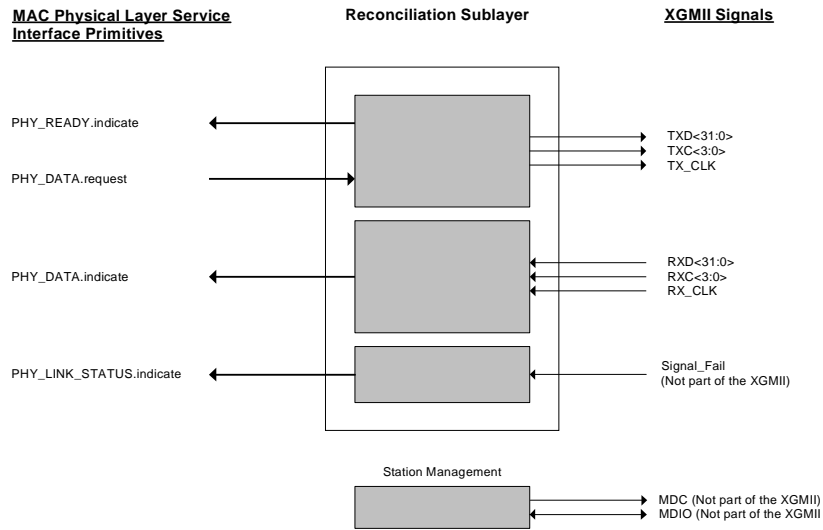 MAC Physical Layer Service
Interface Primitives
Reconciliation Sublayer
XGMII Signals
PHY_READY.indicate
PHY_DATA.request
TXD<31:0>
TXC<3:0>
TX_CLK
PHY_DATA.indicate
RXD<31:0>
RXC<3:0>
RX_CLK
PHY_LINK_STATUS.indicate
Signal_Fail
(Not part of the XGMII)
Station Management
MDC (Not part of the XGMII)
MDIO (Not part of the XGMII